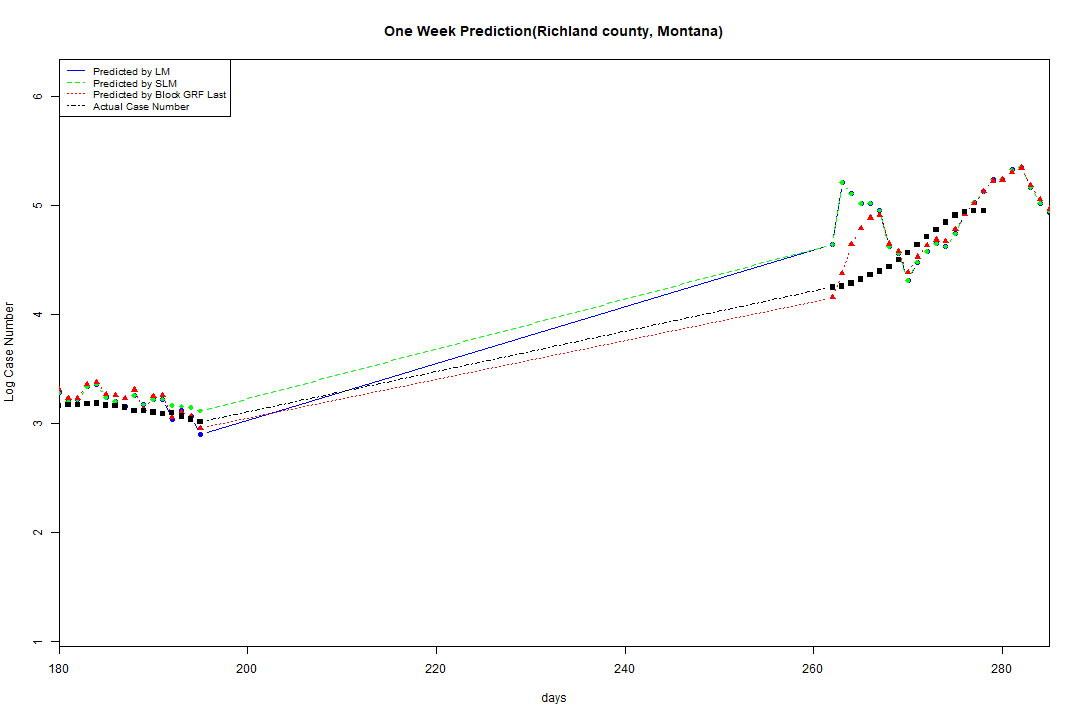 One Week Prediction(Richland county, Montana)
Predicted by LM
Predicted by SLM
Predicted by Block GRF Last
Actual Case Number
6
5
4
3
2
1
Log Case Number
180 200 220 240 260 280
days